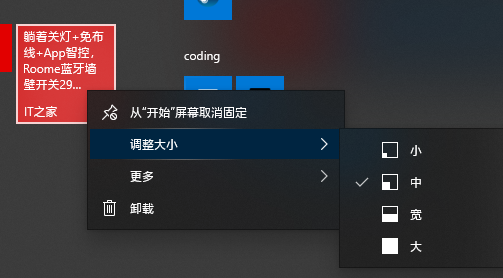 躺着关灯+免布
线+App智控，
Roome蓝牙墙
壁开关29...
IT之家
coding
从“开始”屏幕取消固定
调整大小
更多
卸载
小
中
宽
大